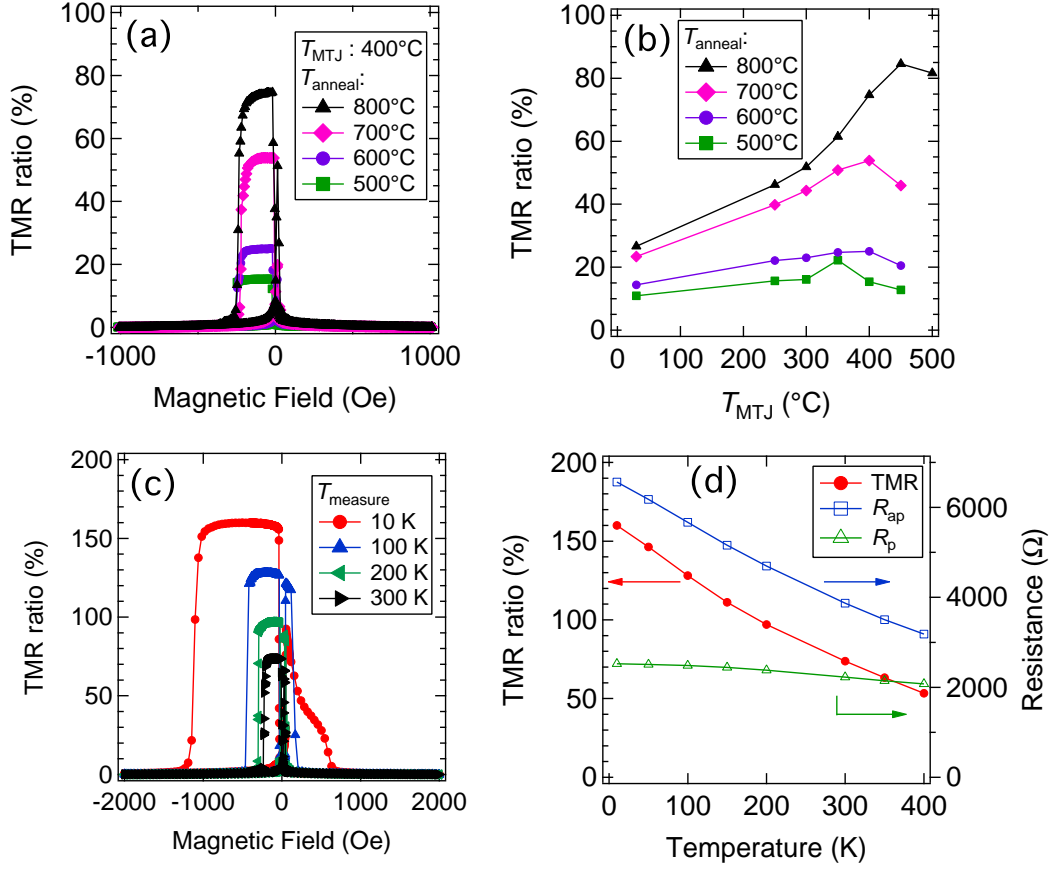 (a)
T_MTJ : 400°C
T_anneal:
800°C
700°C
600°C
500°C
TMR ratio (%)
100
80
60
40
20
0
-1000
0
1000
Magnetic Field (Oe)
(b)
T_anneal:
800°C
700°C
600°C
500°C
TMR ratio (%)
100
80
60
40
20
0
0
100
200
300
400
500
T_MTJ (°C)
(c)
T_measure
10 K
100 K
200 K
300 K
TMR ratio (%)
200
150
100
50
0
-2000
-1000
0
1000
2000
Magnetic Field (Oe)
(d)
TMR
R_ap
R_p
TMR ratio (%)
200
150
100
50
0
0
100
200
300
400
Temperature (K)
6000
4000
2000
0
Resistance (Ω)